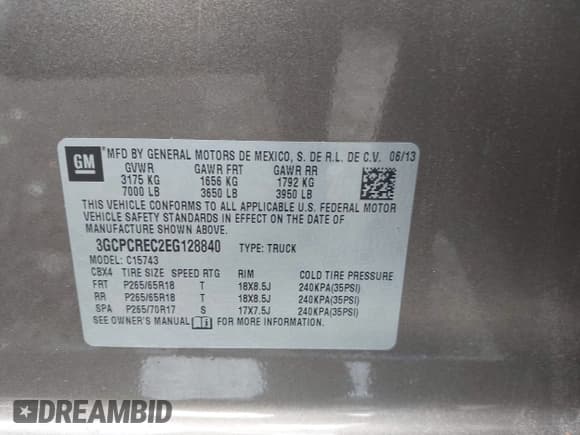 GM
MFD BY GENERAL MOTORS DE MEXICO, S. DE R.L. DE C.V. 06/13
GVWR GAWR FRT GAWR RR
3175 KG 1656 KG 1792 KG
7000 LB 3650 LB 3950 LB
THIS VEHICLE CONFORMS TO ALL APPLICABLE U.S. FEDERAL MOTOR
VEHICLE SAFETY STANDARDS IN EFFECT ON THE DATE OF
MANUFACTURE SHOWN ABOVE.
3GCPCREC2EG128840 TYPE: TRUCK
MODEL: C15743
CBX4 TIRE SIZE SPEED RTG RIM COLD TIRE PRESSURE
FRT P265/65R18 T 18X8.5J 240KPA(35PSI)
RR P265/65R18 T 18X8.5J 240KPA(35PSI)
SPA P265/70R17 S 17X7.5J 240KPA(35PSI)
SEE OWNER'S MANUAL FOR MORE INFORMATION.
DREAMBID